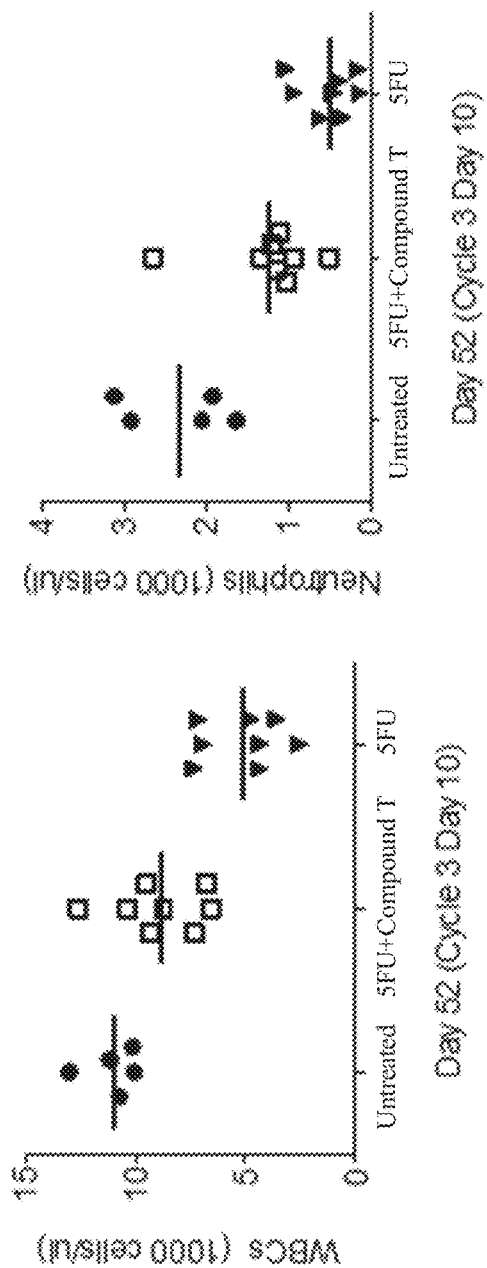 WBCs (1000 cells/ul)
15
10
5
0
Untreated 5FU+Compound T 5FU
Day 52 (Cycle 3 Day 10)
Neutrophils (1000 cells/ul)
4
3
2
1
0
Untreated 5FU+Compound T 5FU
Day 52 (Cycle 3 Day 10)